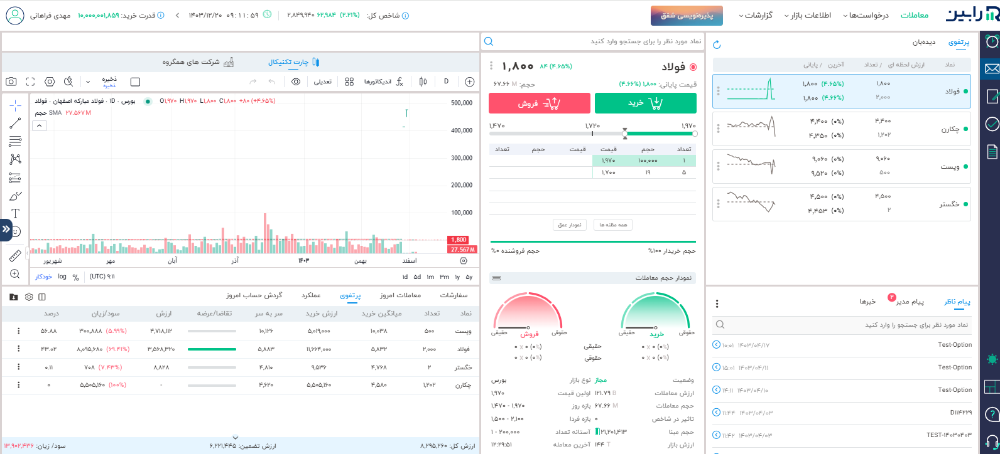 رابین
معاملات
درخواست‌ها
اطلاعات بازار
گزارشات
پذیره‌نویسی شفق
شاخص کل: (۲.۲۱%) ۶۲,۹۸۴ ۲,۸۴۹,۹۴۰
۰۹:۱۱:۵۹ ۱۴۰۳/۱۲/۲۰
قدرت خرید: ۱۰,۰۰۰,۰۰۱,۸۵۹
مهدی فراهانی
پرتفوی دیده‌بان
نماد ارزش لحظه ای / تعداد آخرین / پایانی
فولاد ۱,۸۰۰ (۴.۶۵%) ۱,۸۰۰
۲,۰۰۰ (۴.۶۶%) ۱,۸۰۰
چکارن ۴,۴۰۰ (۰%) ۴,۴۰۰
۱,۲۰۲ (۰%) ۴,۳۵۰
وپست ۹,۰۶۰ (۰%) ۹,۰۶۰
۵۰۰ (۰%) ۹,۵۲۰
خگستر ۴,۵۰۰ (۰%) ۴,۵۰۰
۲ (۰%) ۴,۴۵۳
پیام ناظر پیام مدیر ۲ خبرها
نماد مورد نظر برای جستجو وارد کنید
Test-Option ۱۴۰۳/۰۴/۱۷ ۱۰:۰۱
Test-Option ۱۴۰۳/۰۴/۱۱ ۱۵:۰۱
Test-Option ۱۴۰۳/۰۴/۱۰ ۱۴:۱۱
D۱۱۴۲۲۹ ۱۴۰۳/۰۴/۰۳ ۱۱:۴۴
TEST-۱۴۰۳۰۴۰۳ ۱۴۰۳/۰۴/۰۳ ۱۱:۴۲
نماد مورد نظر را برای جستجو وارد کنید
فولاد (۴.۶۵%) ۸۴ ۱,۸۰۰
قیمت پایانی: ۱,۸۰۰ (۴.۶۶%) حجم: ۶۷.۶۶ M
خرید فروش
۱,۹۷۰ ۱,۷۲۰ ۱,۴۷۰
تعداد حجم قیمت قیمت حجم تعداد
۱ ۱۰۰,۰۰۰ ۱,۹۷۰
۵ ۱۹ ۱,۷۰۰
همه مظنه ها نمودار عمق
حجم خریدار ۱۰۰% حجم فروشنده ۰%
نمودار حجم معاملات
حقوقی خرید حقیقی حقوقی فروش حقیقی
(۰%) ۰ x ۰ حقیقی (۰%) ۰ x ۰
(۰%) ۰ x ۰ حقوقی (۰%) ۰ x ۰
وضعیت مجاز نوع بازار بورس
ارزش معاملات ۱۲۱.۷۹ B اولین قیمت ۱,۹۷۰
حجم معاملات ۶۷.۶۶ M بازه روز ۱,۴۷۰ - ۱,۹۷۰
تاثیر در شاخص ۰ بازه فردا ۱,۵۰۰ - ۲,۱۰۰
حجم مبنا ۲۱,۲۰۱,۴۱۳ آستانه تعداد ۱ - ۲۰۰,۰۰۰
ارزش بازار ۱۴۴ T آخرین معامله ۱۲:۲۹:۵۱
چارت تکنیکال شرکت های همگروه
D اندیکاتورها تعدیلی ذخیره
ذخیره
فولاد مبارکه اصفهان · فولاد · ۱D · بورس O۱,۹۷۰ H۱,۹۷۰ L۱,۸۰۰ C۱,۸۰۰ +۸۰ (+۴.۶۵%)
حجم SMA ۲۷.۵۶۷M
500,000
400,000
300,000
200,000
100,000
1,800
27.567M
شهریور مهر آبان آذر ۱۴۰۳ بهمن اسفند
خودکار log % ۹:۱۱ (UTC) ۱d ۵d ۱m ۳m ۱y ۵y
سفارشات معاملات امروز پرتفوی عملکرد گردش حساب امروز
نماد تعداد میانگین خرید ارزش خرید سر به سر تقاضا/عرضه ارزش سود/زیان درصد
وپست ۵۰۰ ۱۰,۰۳۸ ۵,۰۱۹,۰۰۰ ۱۰,۱۲۶ ۴,۷۱۸,۱۱۲ (۵.۹۹%) ۳۰۰,۸۸۸ ۵۶.۸۸
فولاد ۲,۰۰۰ ۵,۸۳۲ ۱۱,۶۶۴,۰۰۰ ۵,۸۸۳ ۳,۵۶۸,۳۲۰ (۶۹.۴۱%) ۸,۰۹۵,۶۸۰ ۴۳.۰۲
خگستر ۲ ۴,۷۶۸ ۹,۵۳۶ ۴,۸۱۰ ۸,۸۲۸ (۷.۴۳%) ۷۰۸ ۰.۱۱
چکارن ۱,۲۰۲ ۴,۵۸۰ ۵,۵۰۵,۱۶۰ ۴,۶۲۰ - (۱۰۰%) ۵,۵۰۵,۱۶۰ ۰
ارزش کل: ۸,۲۹۵,۲۶۰ ارزش تضمین: ۶,۲۲۱,۴۴۵ سود/ زیان: ۱۳,۹۰۲,۴۳۶